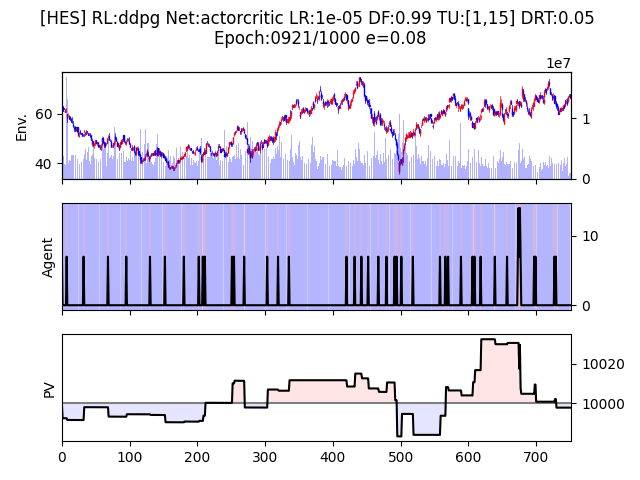 [HES] RL:ddpg Net:actorcritic LR:1e-05 DF:0.99 TU:[1,15] DRT:0.05
Epoch:0921/1000 e=0.08
1e7
Env.
60
40
1
0
Agent
10
0
PV
10020
10000
0 100 200 300 400 500 600 700